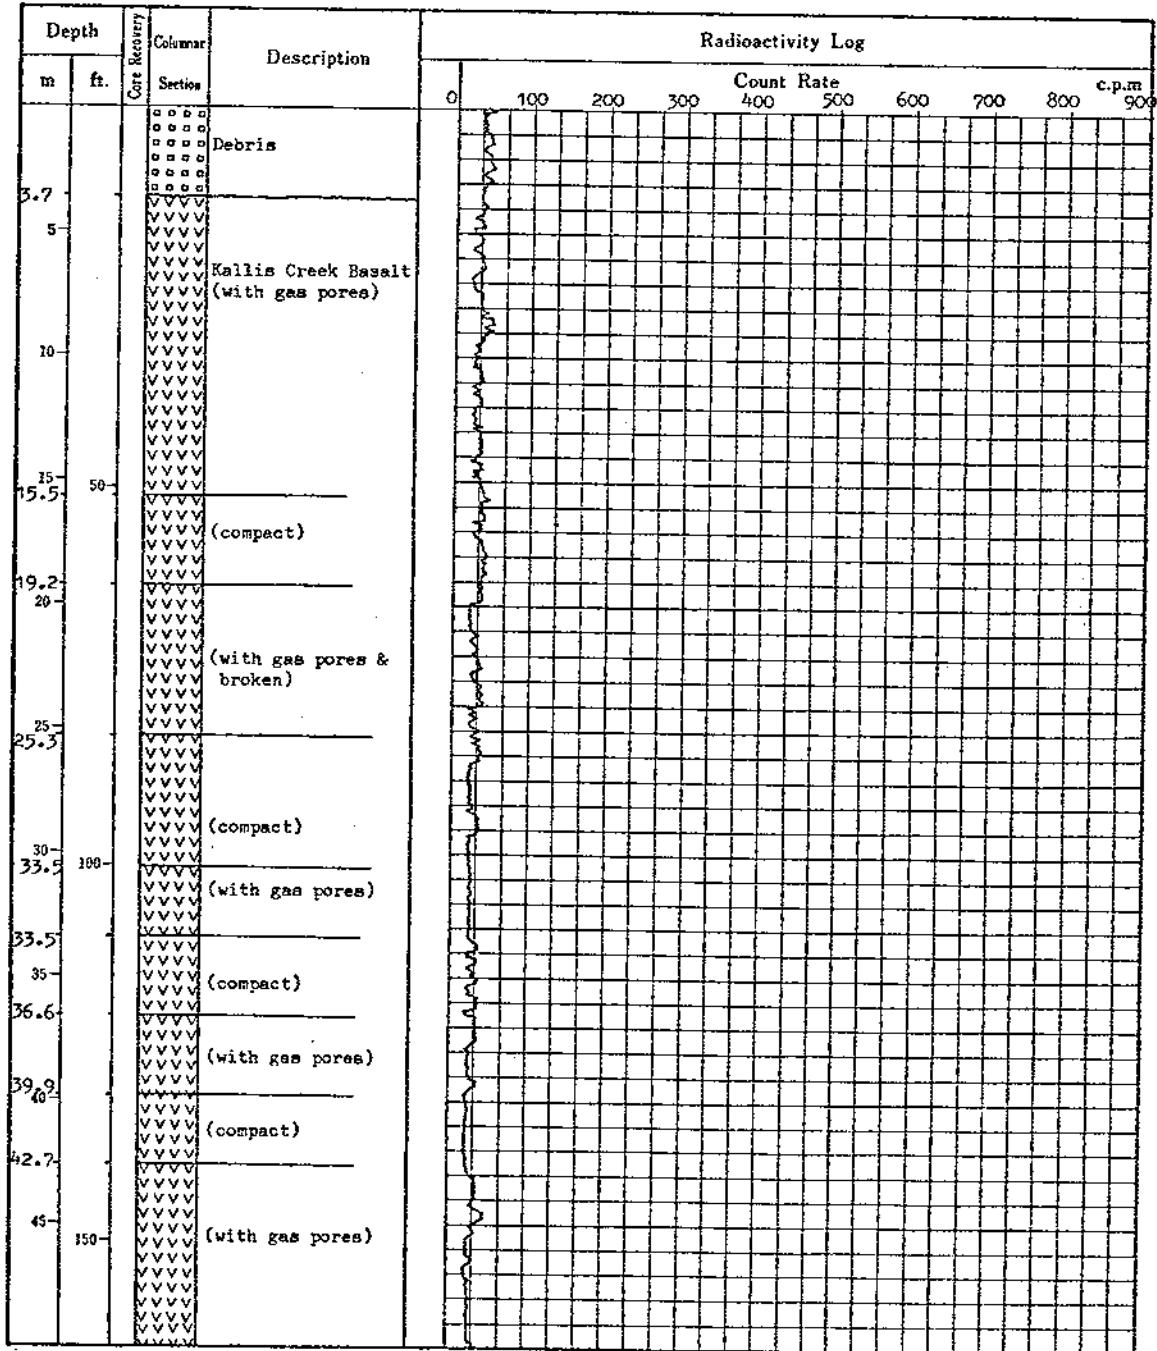 Depth
m
ft.
Core Recovery
Columnar
Section
Description
Radioactivity Log
Count Rate
c.p.m
0 100 200 300 400 500 600 700 800 900
Debris
3.7
5
Kallis Creek Basalt
(with gas pores)
10
15
50
15.5
(compact)
19.2
20
(with gas pores &
broken)
25
25.3
(compact)
30
100
33.5
(with gas pores)
33.5
35
(compact)
36.6
(with gas pores)
39.9
40
(compact)
42.7
45
150
(with gas pores)